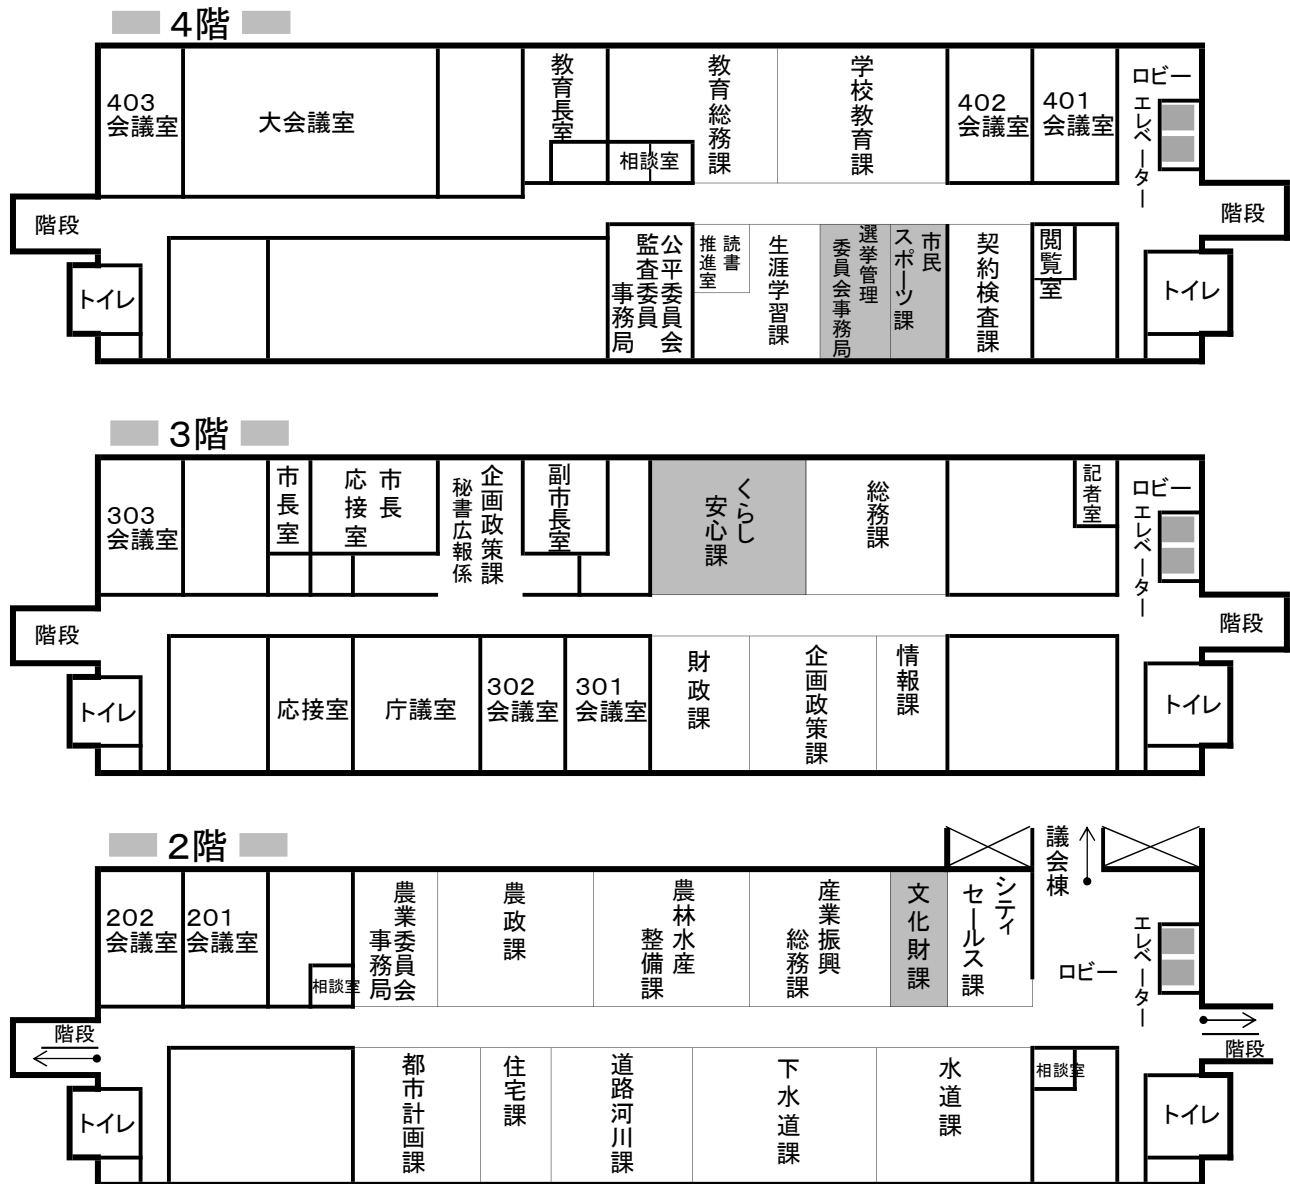 4階
403
会議室
大会議室
教育長室
相談室
教育総務課
学校教育課
402
会議室
401
会議室
ロビー
エレベーター
階段
階段
トイレ
公平委員会
監査委員
事務局
読書
推進室
生涯学習課
選挙管理
委員会事務局
市民
スポーツ課
契約検査課
閲覧室
トイレ
3階
303
会議室
市長室
市長
応接室
企画政策課
秘書広報係
副市長室
くらし
安心課
総務課
記者室
ロビー
エレベーター
階段
階段
トイレ
応接室
庁議室
302
会議室
301
会議室
財政課
企画政策課
情報課
トイレ
2階
議会棟
202
会議室
201
会議室
相談室
農業委員会
事務局
農政課
農林水産
整備課
産業振興
総務課
文化財課
シティ
セールス課
ロビー
エレベーター
階段
階段
トイレ
都市計画課
住宅課
道路河川課
下水道課
水道課
相談室
トイレ